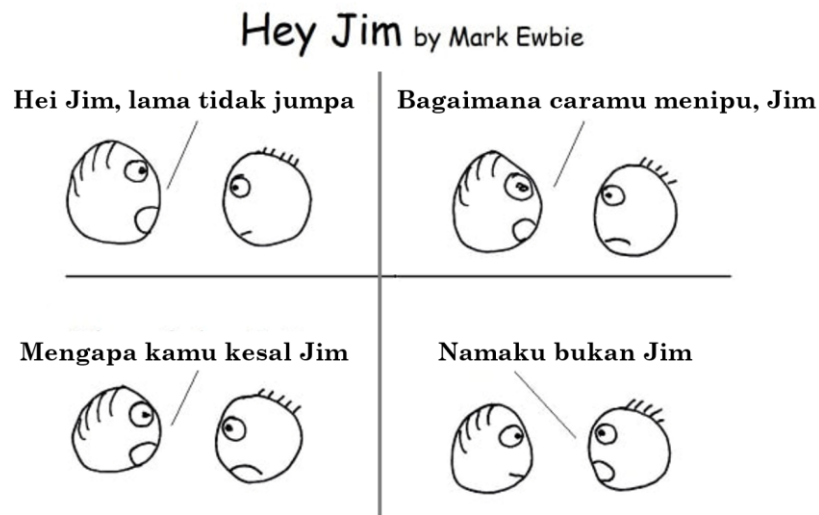 Hey Jim by Mark Ewbie
Hei Jim, lama tidak jumpa
Bagaimana caramu menipu, Jim
Mengapa kamu kesal Jim
Namaku bukan Jim